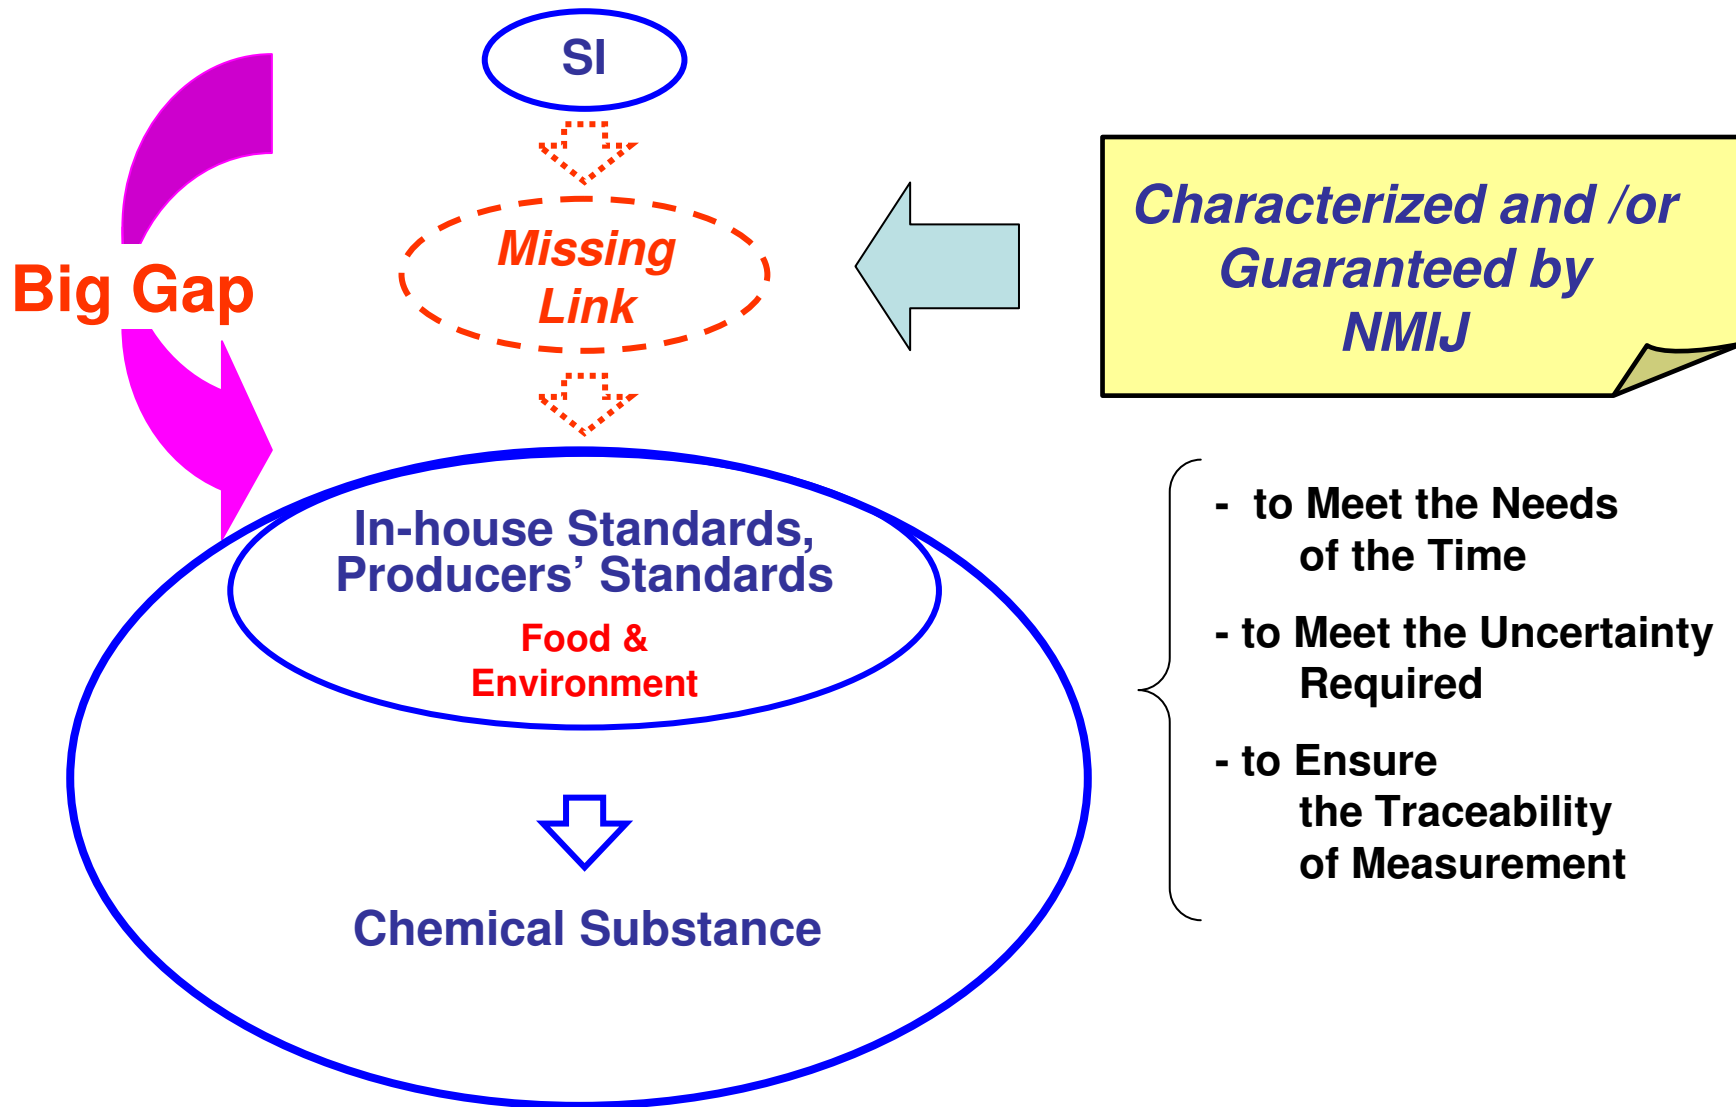 SI
Missing
Link
Big Gap
Characterized and /or
Guaranteed by
NMIJ
In-house Standards,
Producers’ Standards
Food &
Environment
Chemical Substance
- to Meet the Needs
of the Time
- to Meet the Uncertainty
Required
- to Ensure
the Traceability
of Measurement